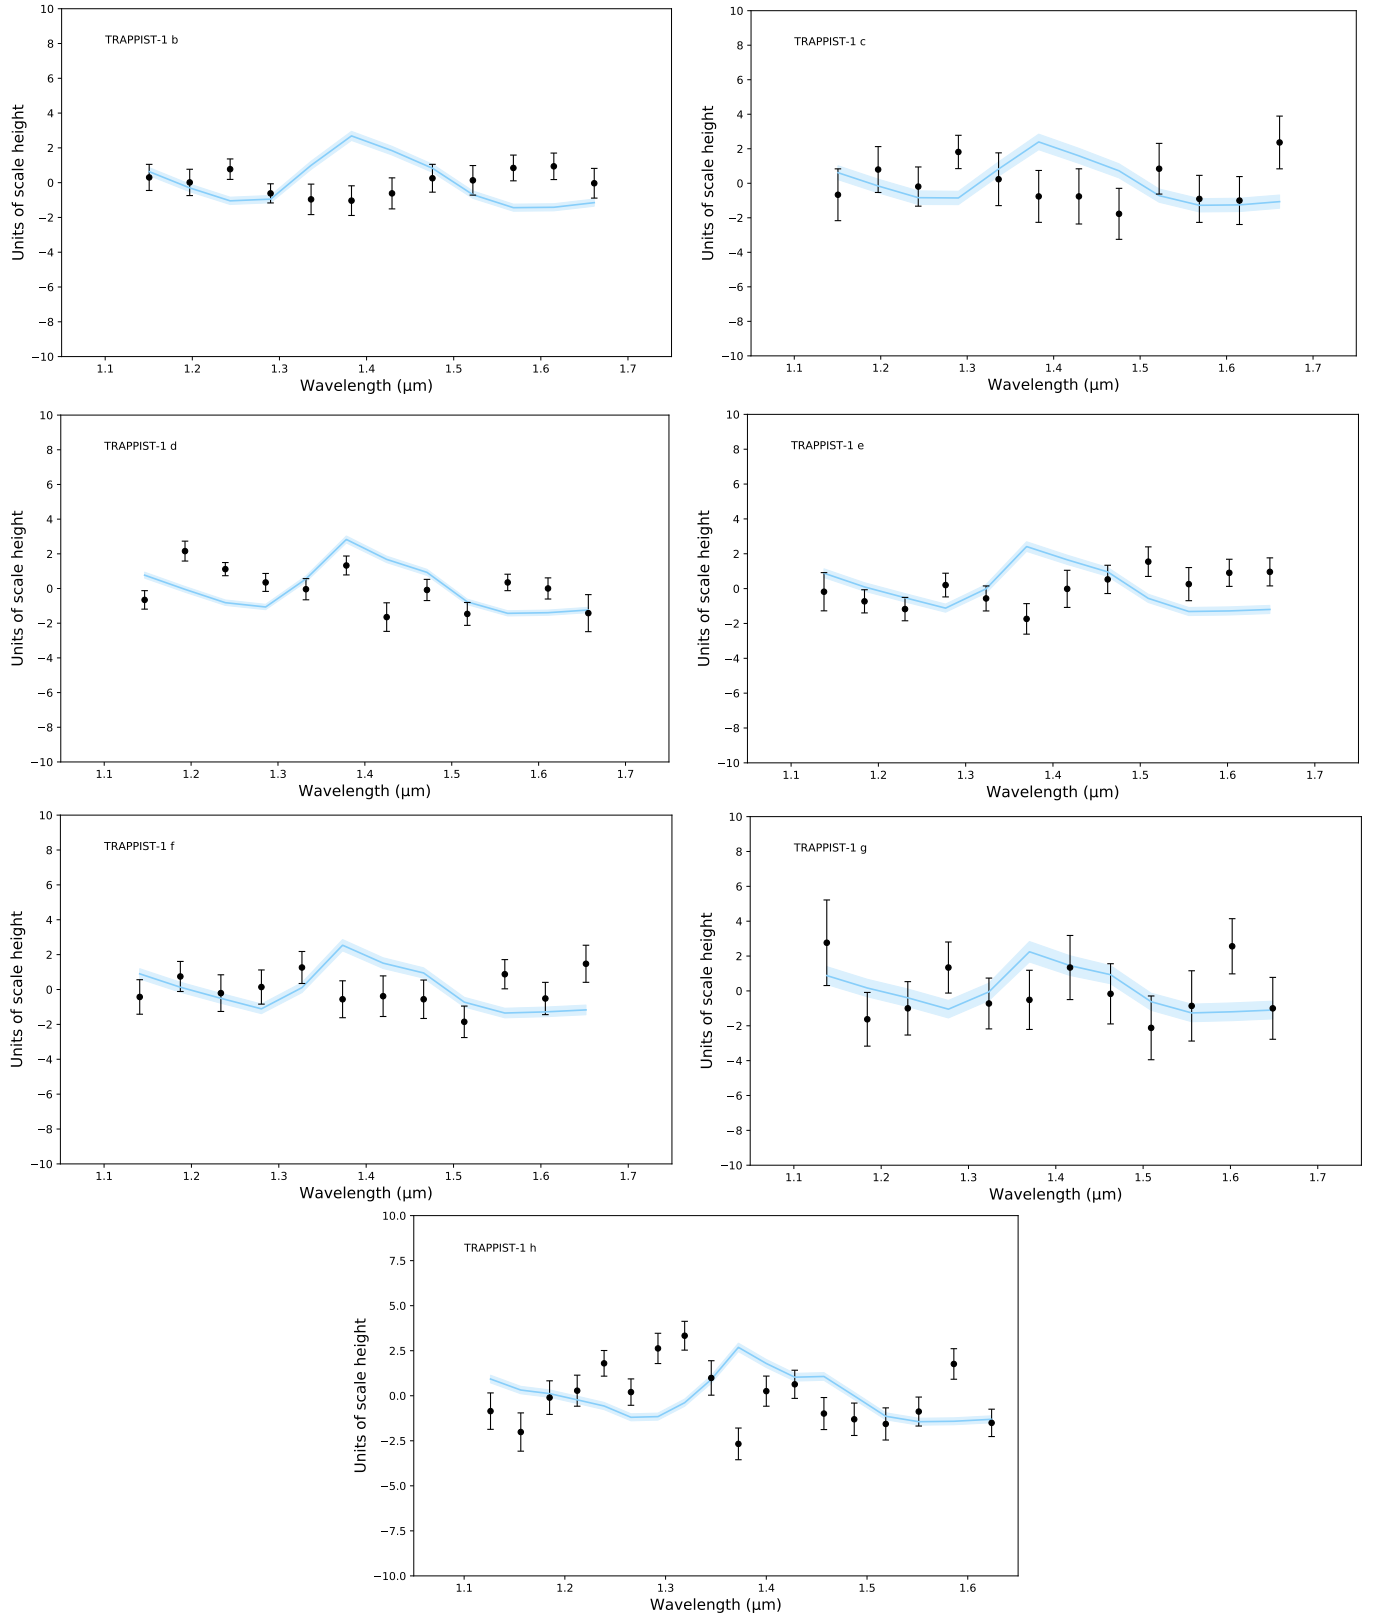 TRAPPIST-1 b
10
8
6
4
2
0
−2
−4
−6
−8
−10
Units of scale height
1.1 1.2 1.3 1.4 1.5 1.6 1.7
Wavelength (μm)
TRAPPIST-1 c
10
8
6
4
2
0
−2
−4
−6
−8
−10
Units of scale height
1.1 1.2 1.3 1.4 1.5 1.6 1.7
Wavelength (μm)
TRAPPIST-1 d
10
8
6
4
2
0
−2
−4
−6
−8
−10
Units of scale height
1.1 1.2 1.3 1.4 1.5 1.6 1.7
Wavelength (μm)
TRAPPIST-1 e
10
8
6
4
2
0
−2
−4
−6
−8
−10
Units of scale height
1.1 1.2 1.3 1.4 1.5 1.6 1.7
Wavelength (μm)
TRAPPIST-1 f
10
8
6
4
2
0
−2
−4
−6
−8
−10
Units of scale height
1.1 1.2 1.3 1.4 1.5 1.6 1.7
Wavelength (μm)
TRAPPIST-1 g
10
8
6
4
2
0
−2
−4
−6
−8
−10
Units of scale height
1.1 1.2 1.3 1.4 1.5 1.6 1.7
Wavelength (μm)
TRAPPIST-1 h
10.0
7.5
5.0
2.5
0.0
−2.5
−5.0
−7.5
−10.0
Units of scale height
1.1 1.2 1.3 1.4 1.5 1.6
Wavelength (μm)